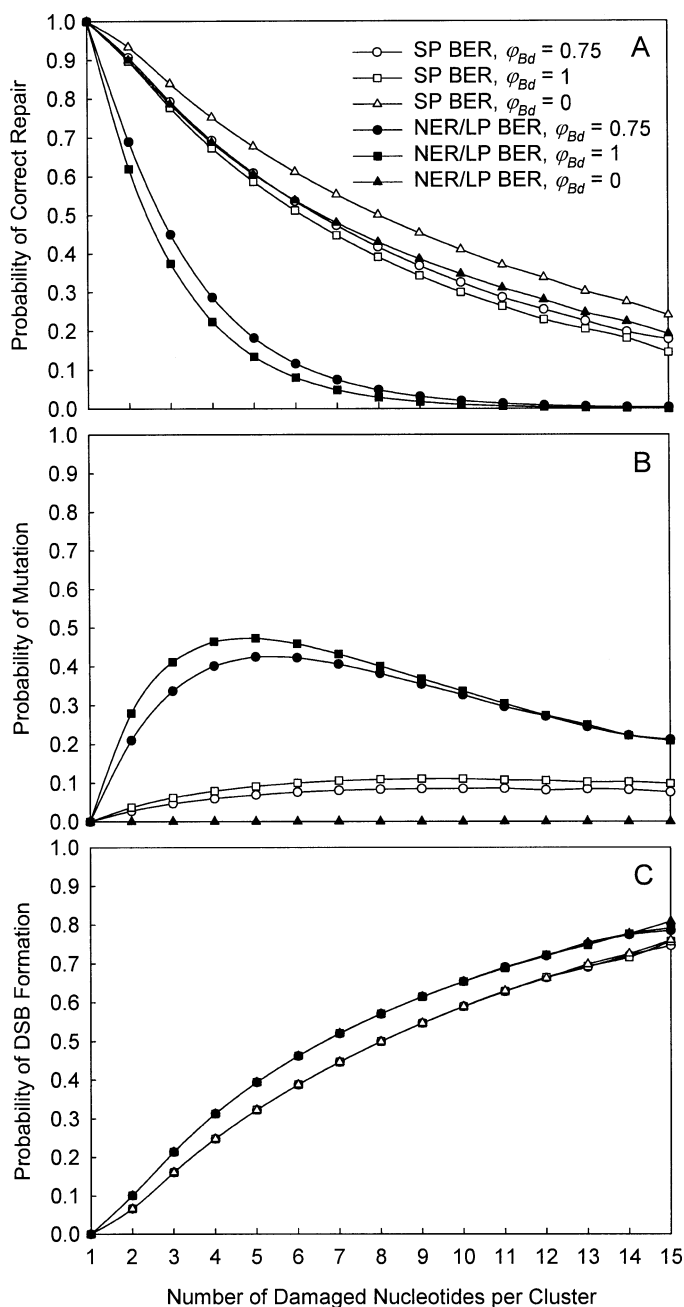 A
SP BER, φBd = 0.75
SP BER, φBd = 1
SP BER, φBd = 0
NER/LP BER, φBd = 0.75
NER/LP BER, φBd = 1
NER/LP BER, φBd = 0
Probability of Correct Repair
1.0
0.9
0.8
0.7
0.6
0.5
0.4
0.3
0.2
0.1
0.0
B
Probability of Mutation
1.0
0.9
0.8
0.7
0.6
0.5
0.4
0.3
0.2
0.1
0.0
C
Probability of DSB Formation
1.0
0.9
0.8
0.7
0.6
0.5
0.4
0.3
0.2
0.1
0.0
1 2 3 4 5 6 7 8 9 10 11 12 13 14 15
Number of Damaged Nucleotides per Cluster